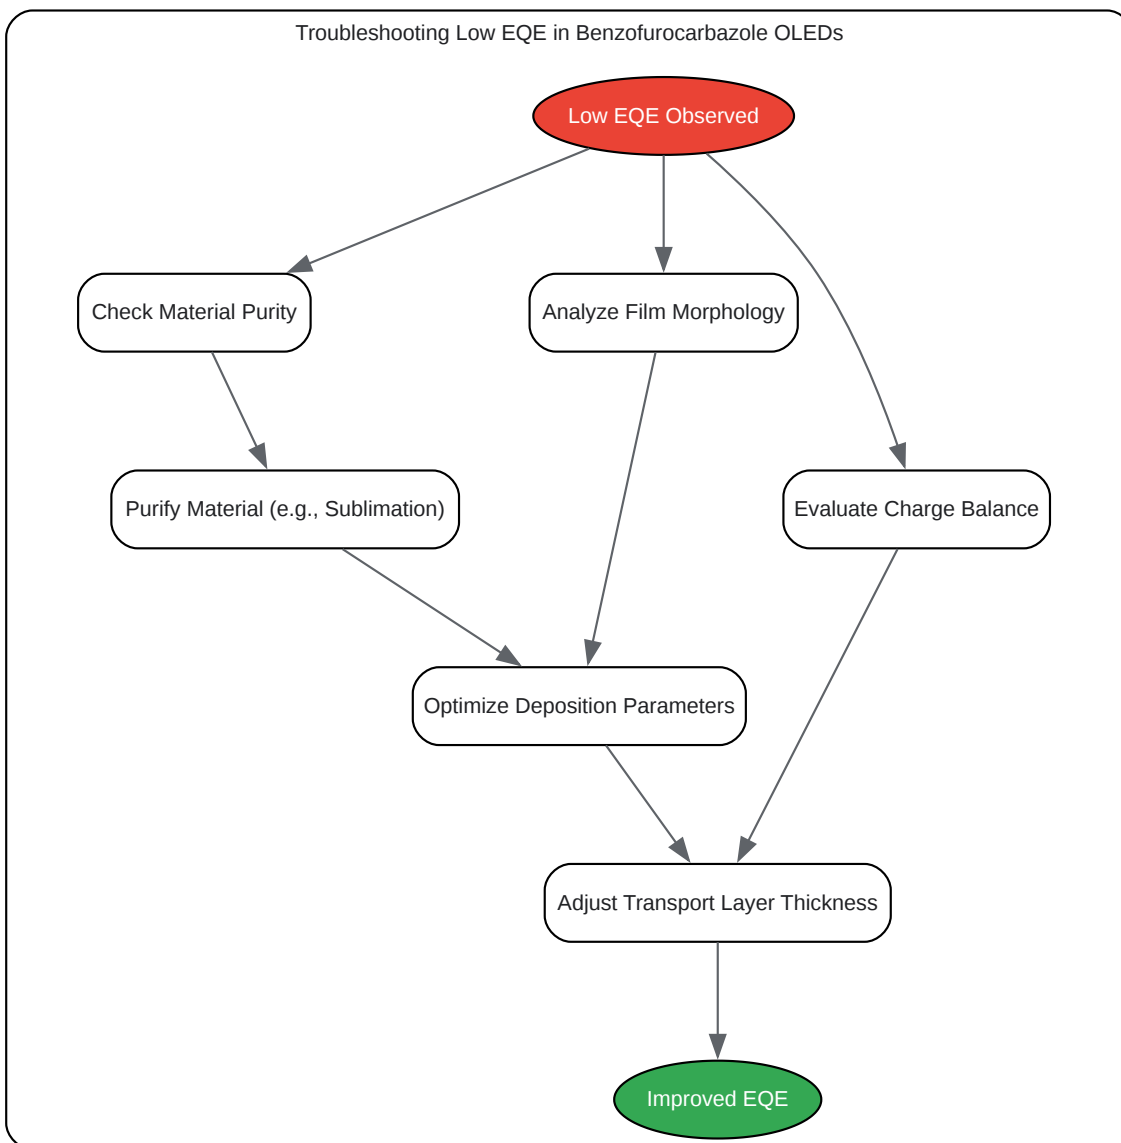 Troubleshooting Low EQE in Benzofurocarbazole OLEDs
Low EQE Observed
Check Material Purity
Analyze Film Morphology
Purify Material (e.g., Sublimation)
Evaluate Charge Balance
Optimize Deposition Parameters
Adjust Transport Layer Thickness
Improved EQE